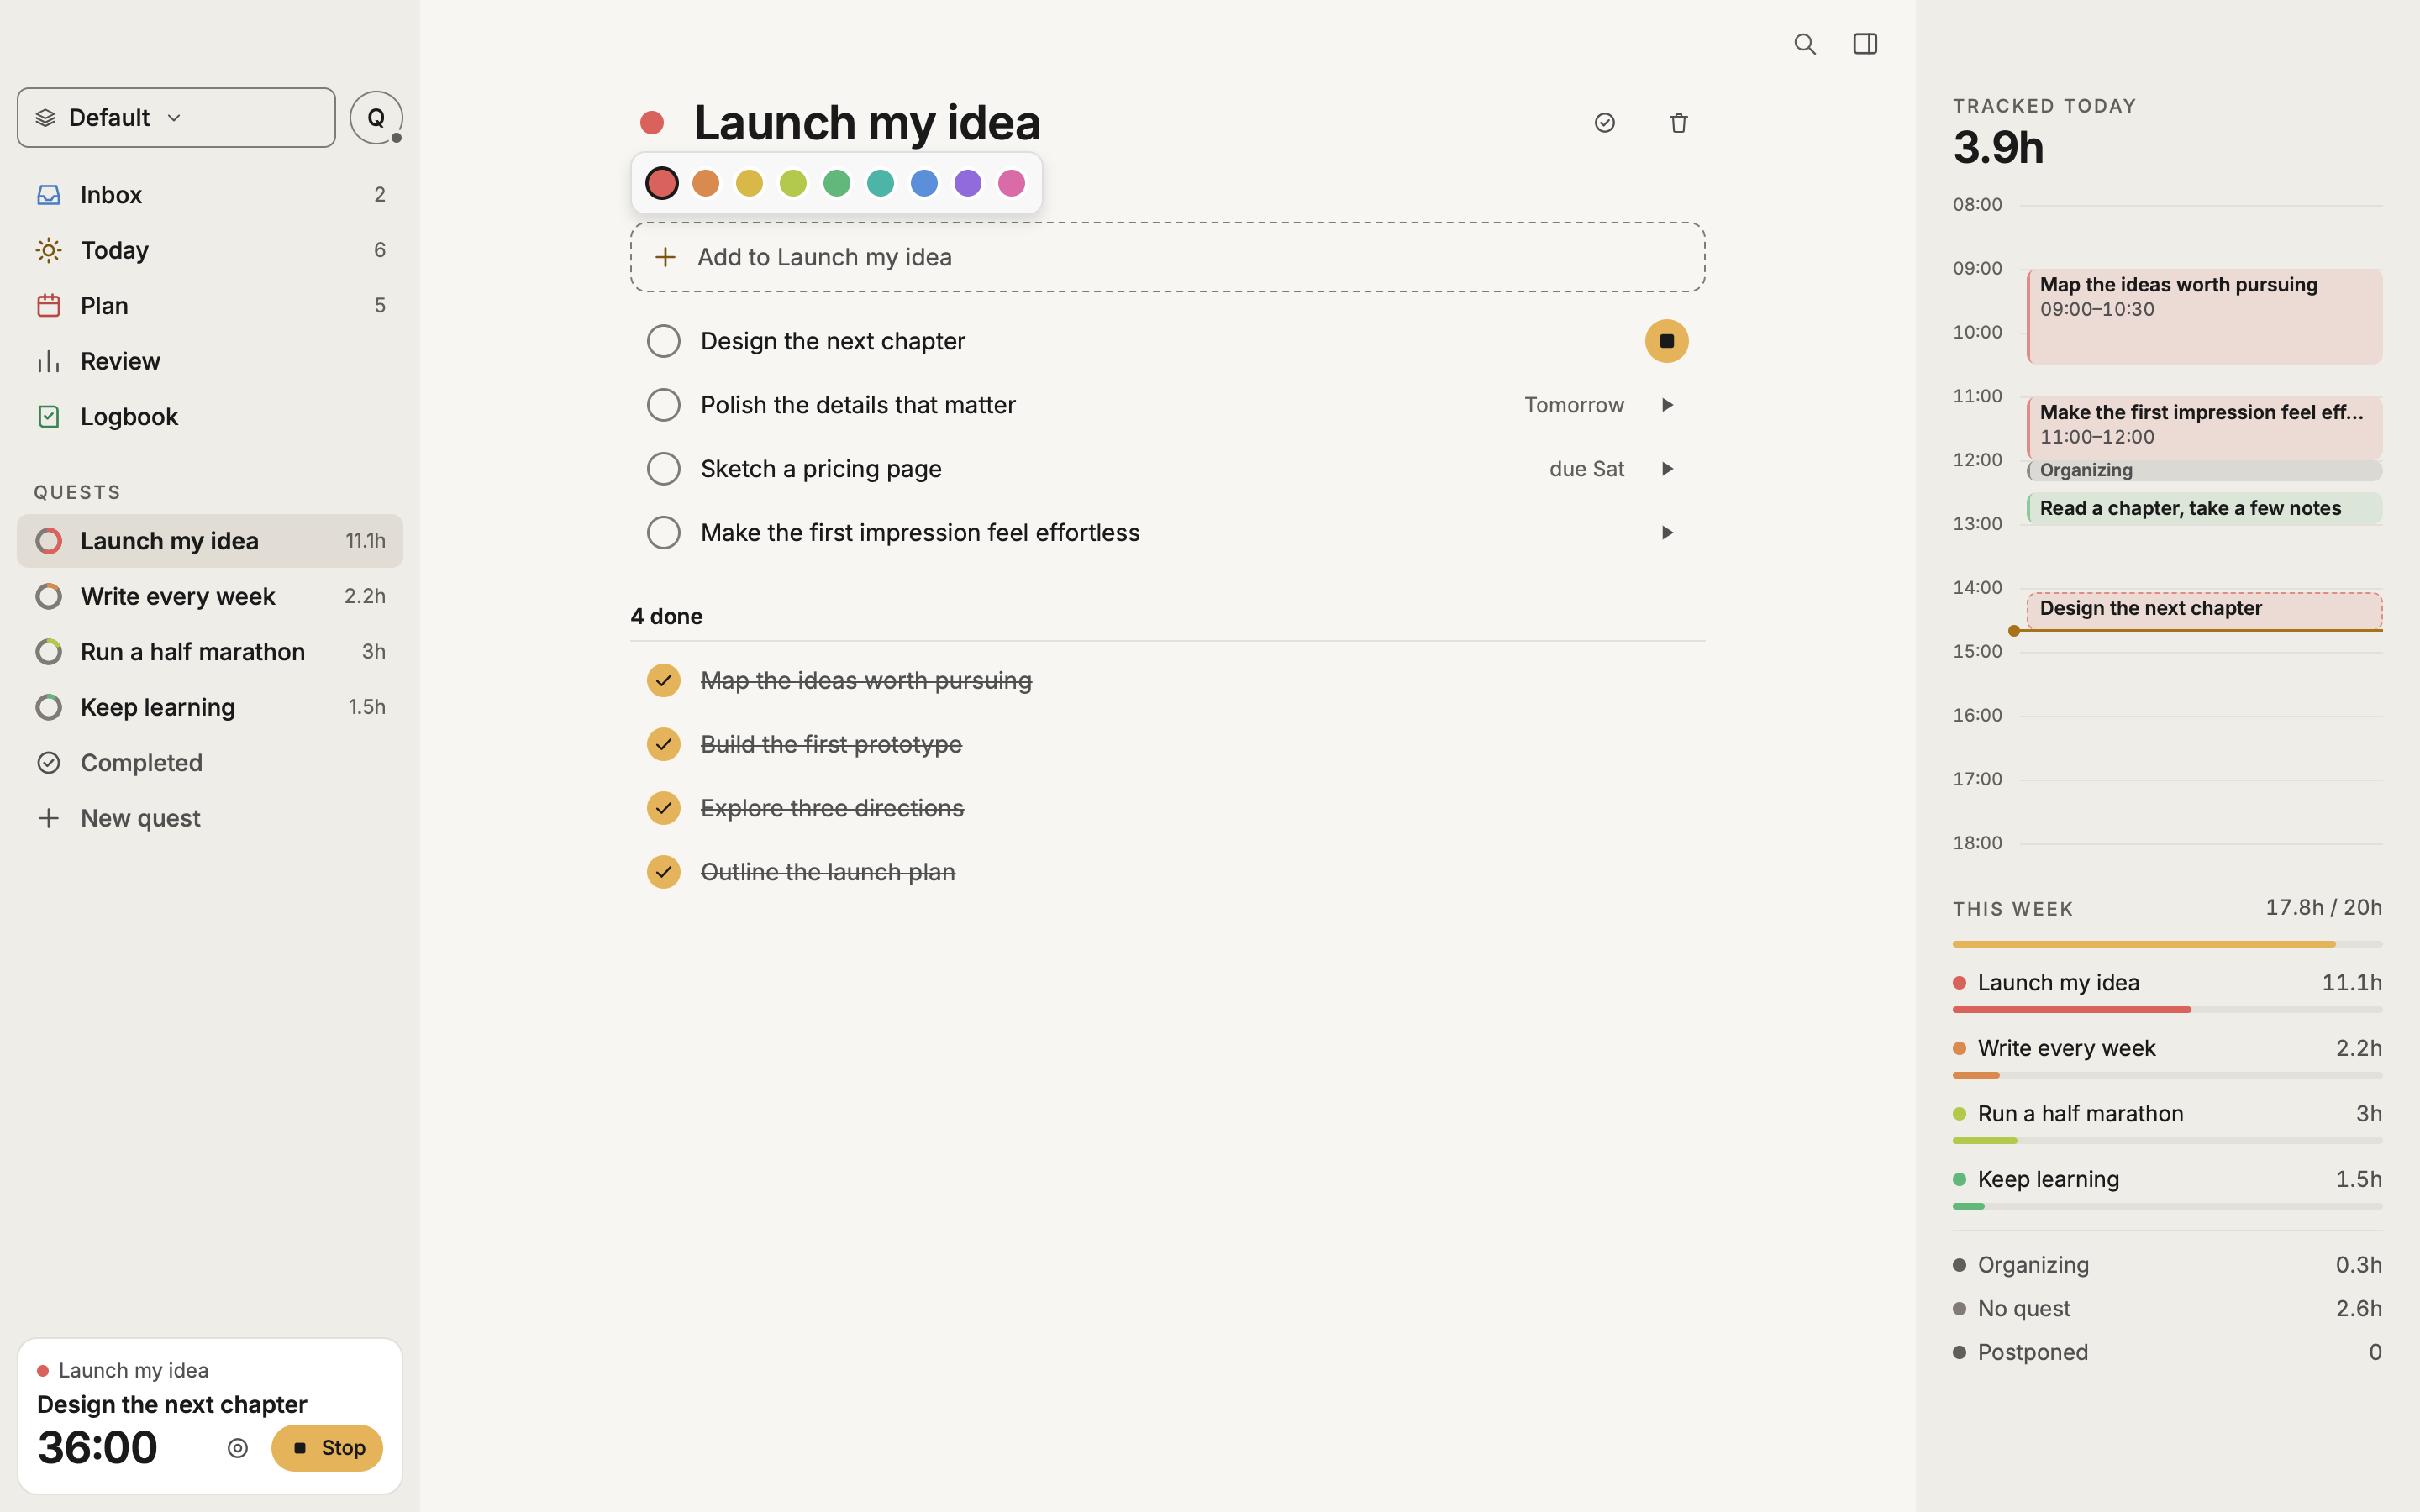 Default
Q
Inbox 2
Today 6
Plan 5
Review
Logbook
QUESTS
Launch my idea 11.1h
Write every week 2.2h
Run a half marathon 3h
Keep learning 1.5h
Completed
New quest
Launch my idea
Design the next chapter
36:00 Stop
Launch my idea
Add to Launch my idea
Design the next chapter
Polish the details that matter Tomorrow
Sketch a pricing page due Sat
Make the first impression feel effortless
4 done
Map the ideas worth pursuing
Build the first prototype
Explore three directions
Outline the launch plan
TRACKED TODAY
3.9h
08:00
09:00
Map the ideas worth pursuing
09:00–10:30
10:00
11:00
Make the first impression feel eff...
11:00–12:00
12:00
Organizing
Read a chapter, take a few notes
13:00
14:00
Design the next chapter
15:00
16:00
17:00
18:00
THIS WEEK 17.8h / 20h
Launch my idea 11.1h
Write every week 2.2h
Run a half marathon 3h
Keep learning 1.5h
Organizing 0.3h
No quest 2.6h
Postponed 0